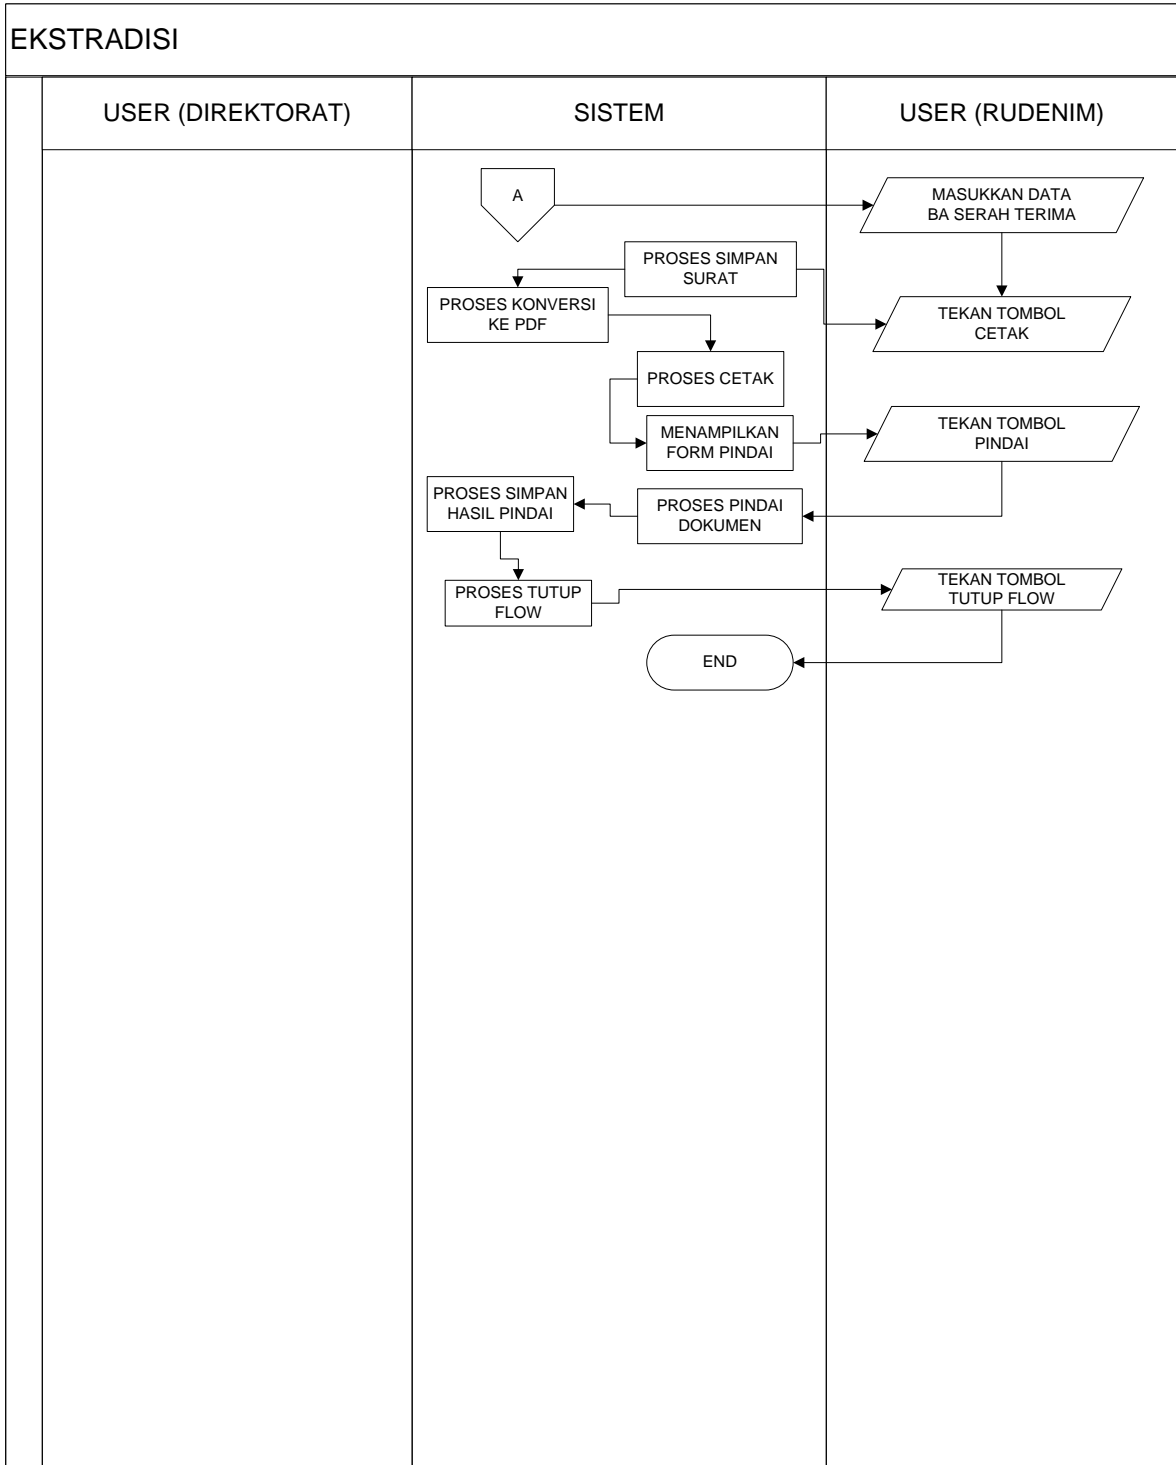 EKSTRADISI
USER (DIREKTORAT)
SISTEM
USER (RUDENIM)
A
MASUKKAN DATA
BA SERAH TERIMA
PROSES SIMPAN
SURAT
PROSES KONVERSI
KE PDF
TEKAN TOMBOL
CETAK
PROSES CETAK
MENAMPILKAN
FORM PINDAI
TEKAN TOMBOL
PINDAI
PROSES SIMPAN
HASIL PINDAI
PROSES PINDAI
DOKUMEN
PROSES TUTUP
FLOW
TEKAN TOMBOL
TUTUP FLOW
END